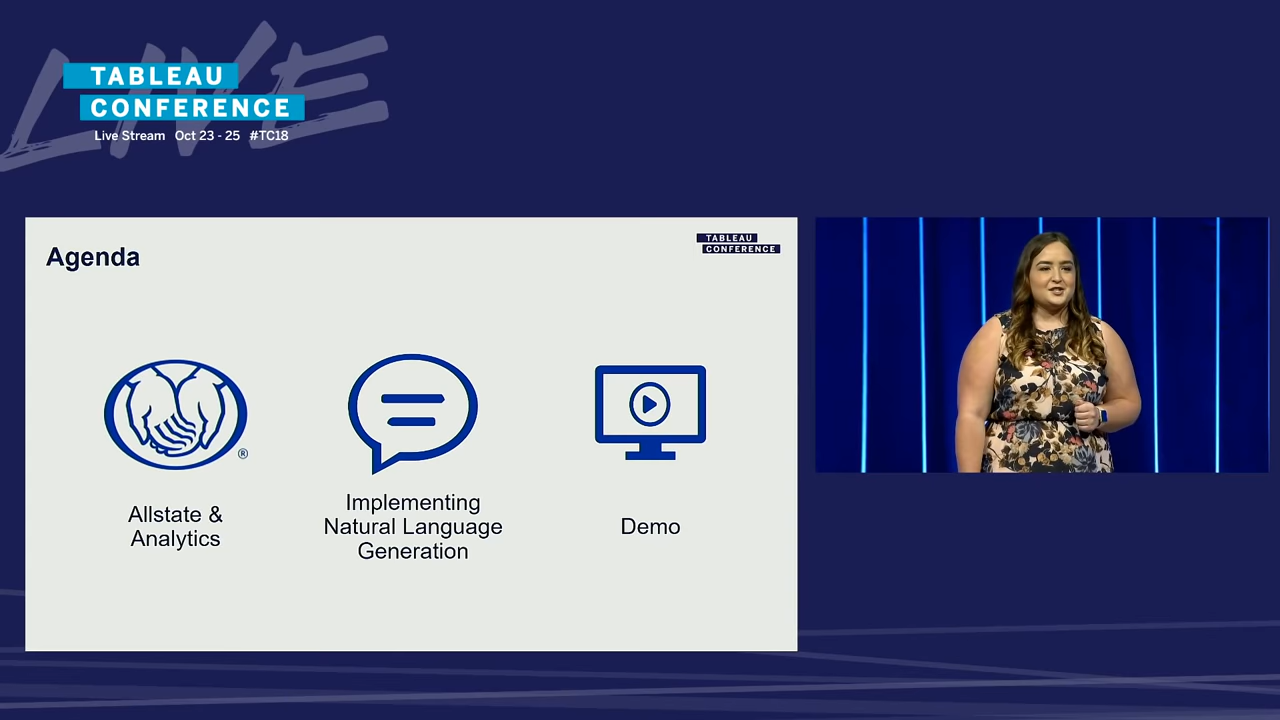 LIVE
TABLEAU
CONFERENCE
Live Stream Oct 23 - 25 #TC18
Agenda
TABLEAU
CONFERENCE
®
Allstate &
Analytics
Implementing
Natural Language
Generation
Demo